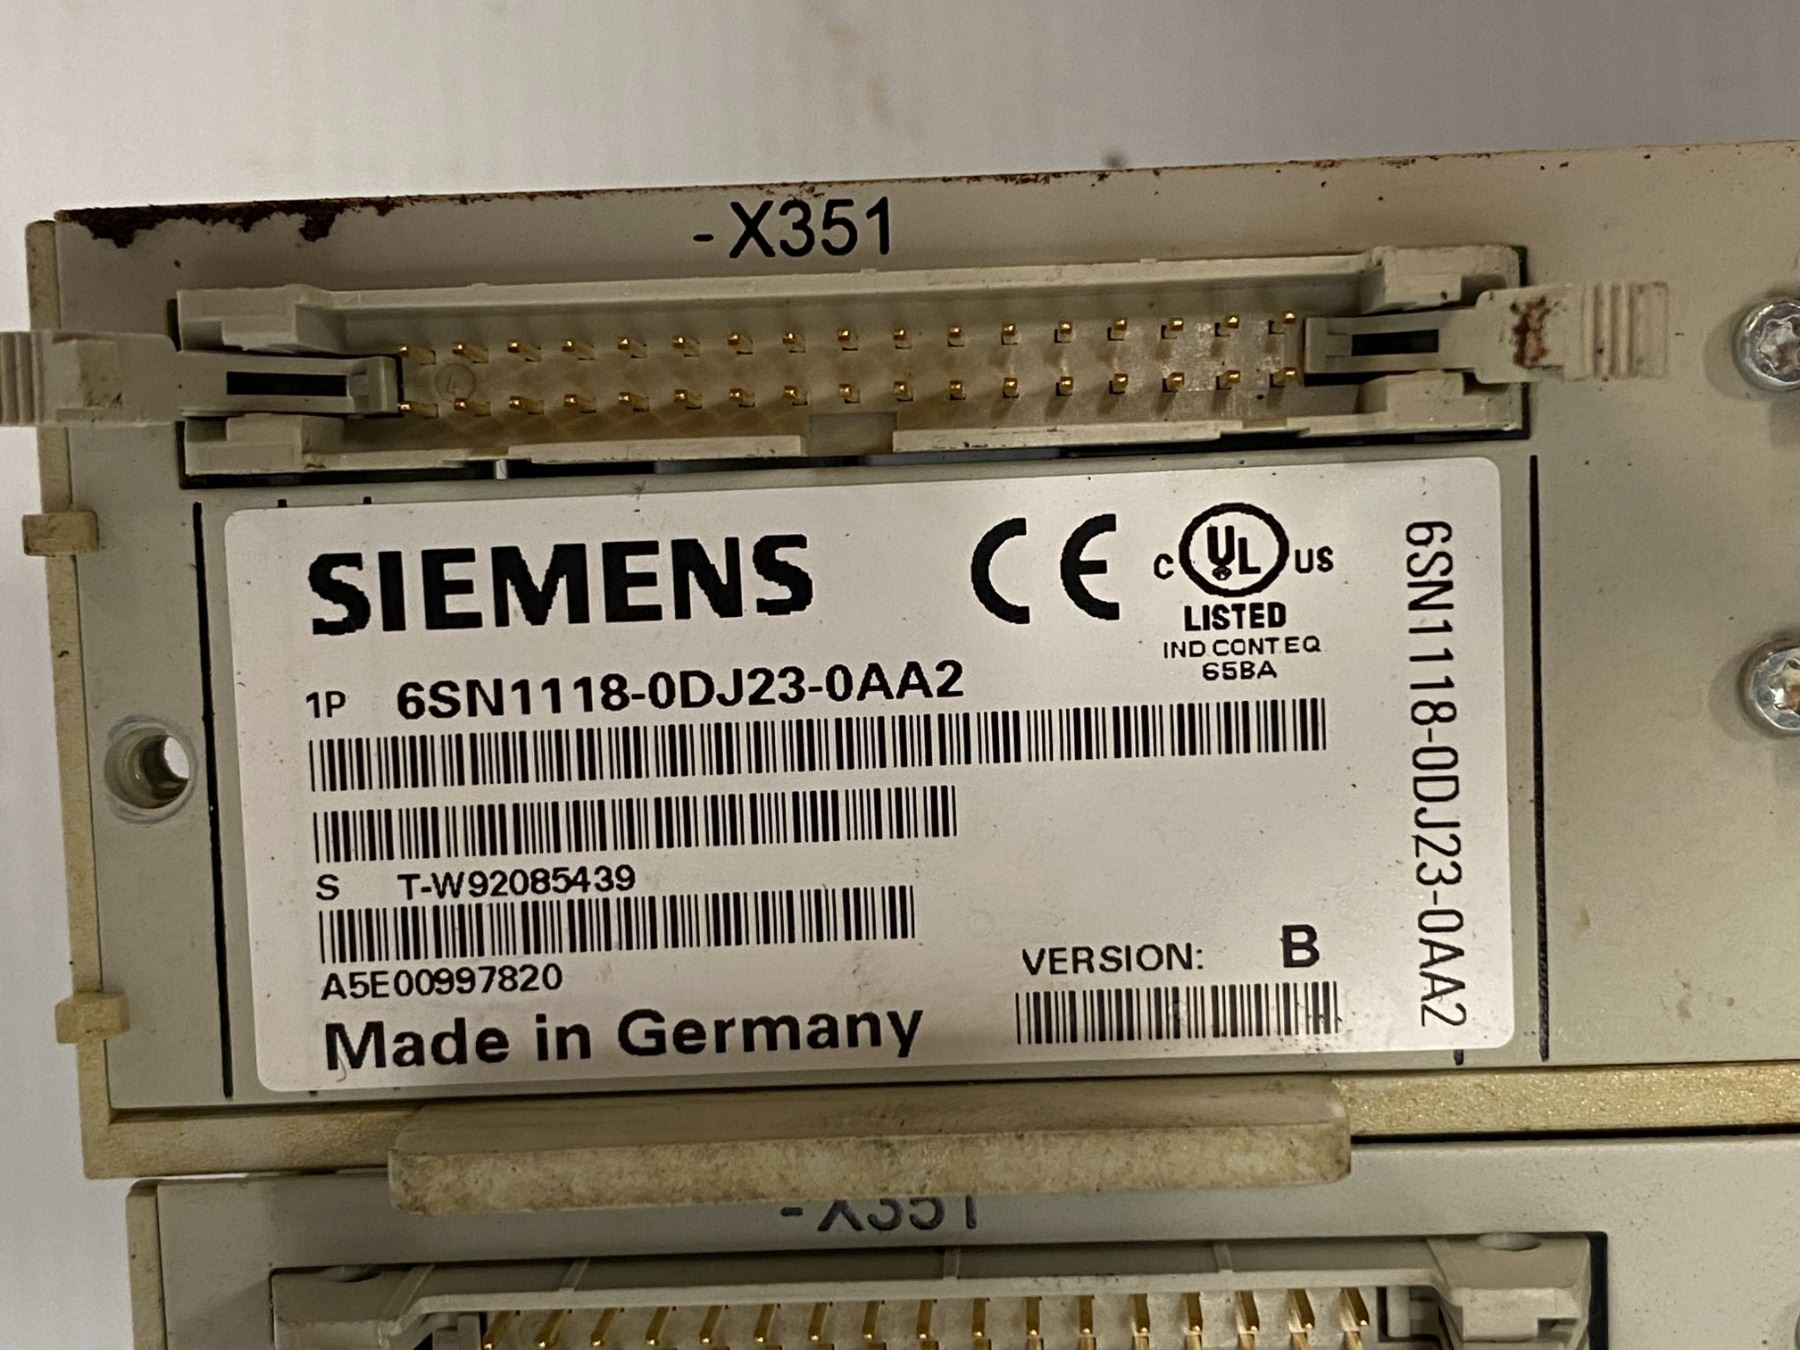 -X351
SIEMENS
CE
C UL US
LISTED
IND.CONT.EQ
65BA
1P 6SN1118-0DJ23-0AA2
S T-W92085439
A5E00997820
VERSION: B
Made in Germany
6SN1118-0DJ23-0AA2
-X351